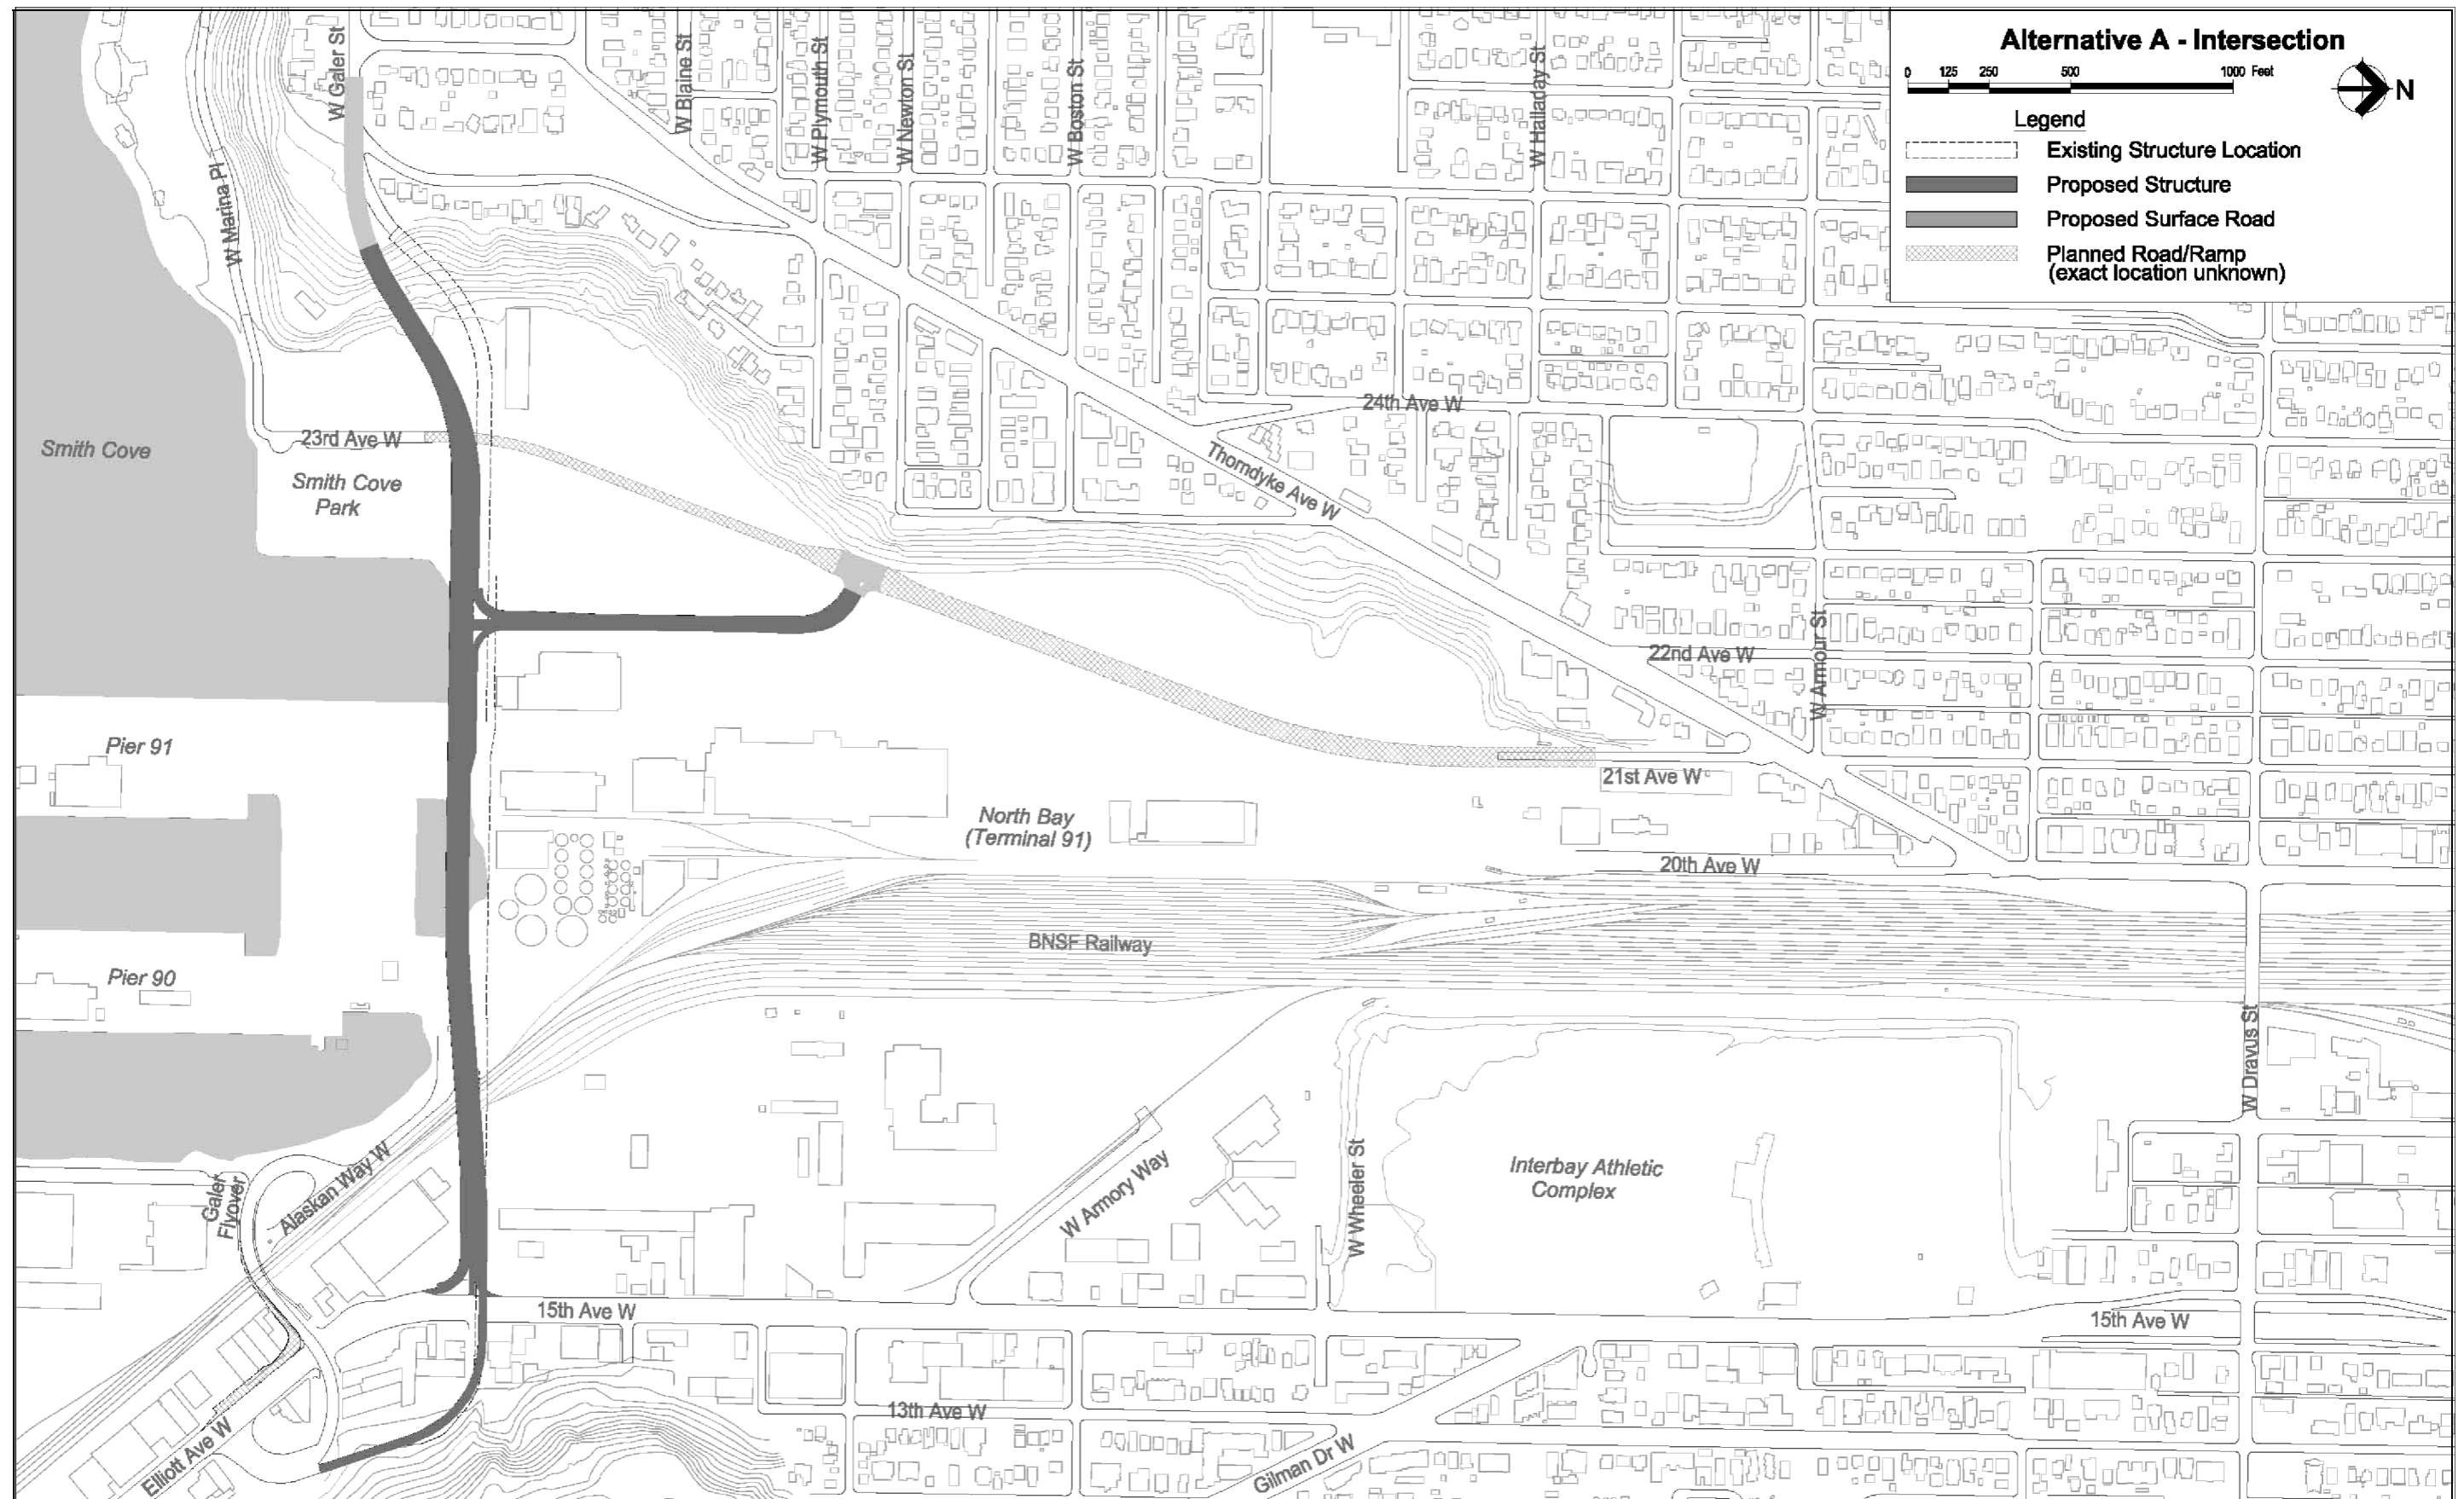 Alternative A - Intersection
0 125 250 500 1000 Feet
N
Legend
Existing Structure Location
Proposed Structure
Proposed Surface Road
Planned Road/Ramp
(exact location unknown)
W Galer St
W Blaine St
W Plymouth St
W Newton St
W Boston St
W Halladay St
W Marina Pl
24th Ave W
Smith Cove
23rd Ave W
Smith Cove
Park
Thorndyke Ave W
22nd Ave W
W Armour St
Pier 91
21st Ave W
North Bay
(Terminal 91)
20th Ave W
BNSF Railway
Pier 90
W Dravus St
Galer
Flyover
Alaskan Way W
W Armory Way
W Wheeler St
Interbay Athletic
Complex
15th Ave W
15th Ave W
13th Ave W
Elliott Ave W
Gilman Dr W